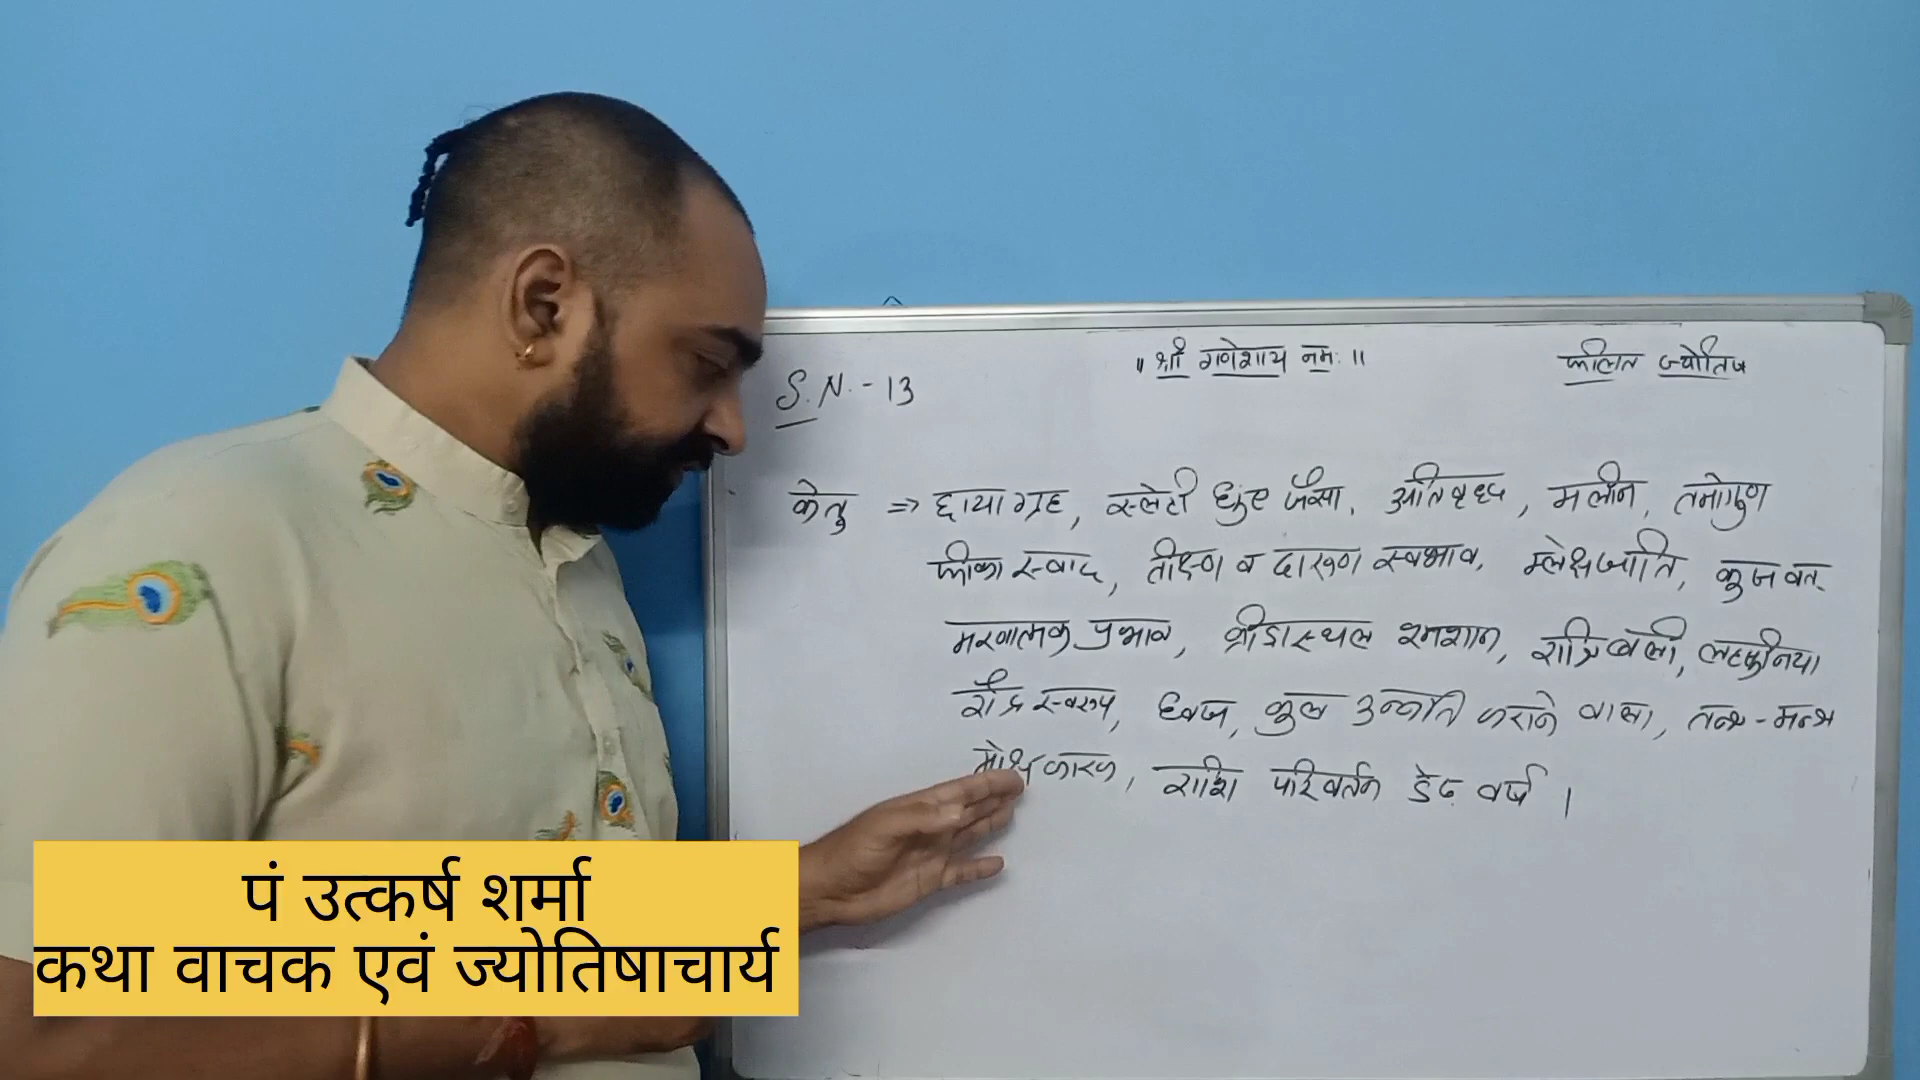 ॥ श्री गणेशाय नमः ॥
फलित ज्योतिष
S.N. - 13
केतु ⇒ छाया ग्रह, स्लेटी धुंए जैसा, अतिवृध्द, मलीन, तमोगुण
फीका स्वाद, तीक्ष्ण व दारुण स्वभाव, म्लेक्षजाति, कुजवत्
मरणात्मक प्रभाव, क्रीडास्थल श्मशान, रात्रि बली,
रौद्र स्वरूप, ध्वज, कुल उन्नति कराने वाला, तन्त्र - मन्त्र
मोक्ष कारक, राशि परिवर्तन डेढ़ वर्ष ।
पं उत्कर्ष शर्मा
कथा वाचक एवं ज्योतिषाचार्य